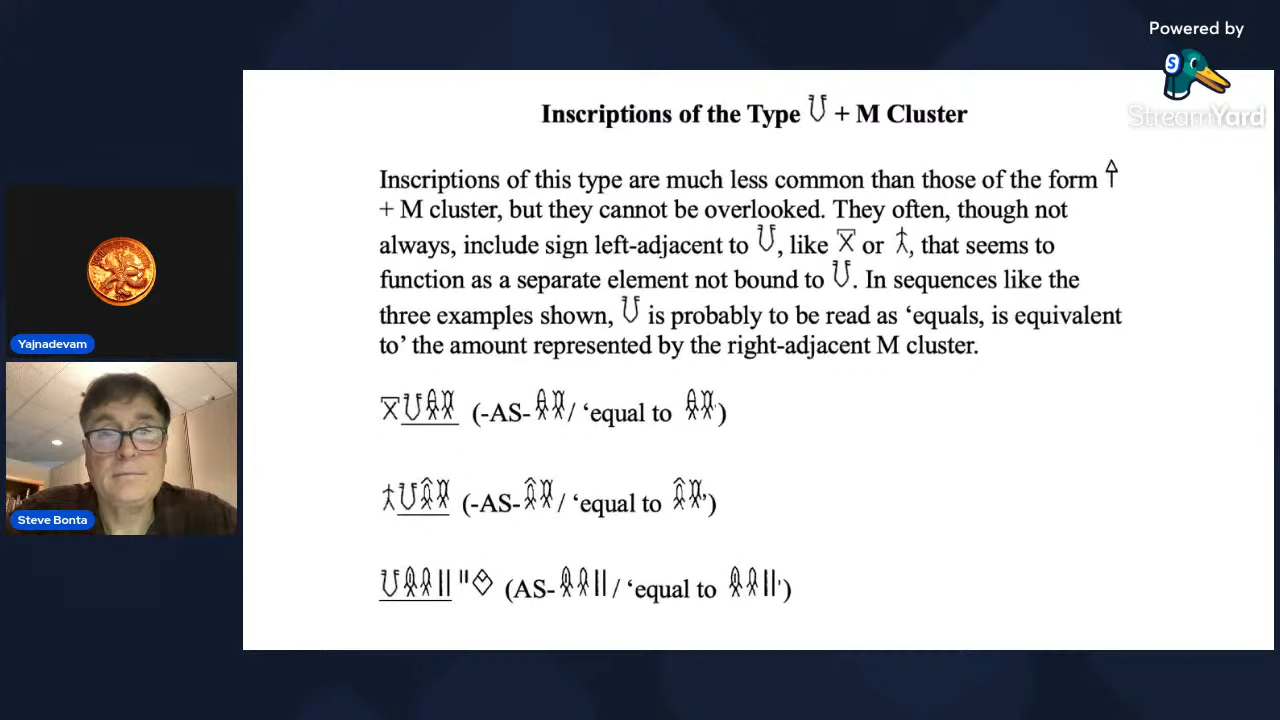 Powered by
StreamYard
Inscriptions of the Type + M Cluster
Inscriptions of this type are much less common than those of the form
+ M cluster, but they cannot be overlooked. They often, though not
always, include sign left-adjacent to , like or , that seems to
function as a separate element not bound to . In sequences like the
three examples shown, is probably to be read as ‘equals, is equivalent
to’ the amount represented by the right-adjacent M cluster.
(-AS- / ‘equal to ’)
(-AS- / ‘equal to ’)
(AS- / ‘equal to ’)
Yajnadevam
Steve Bonta